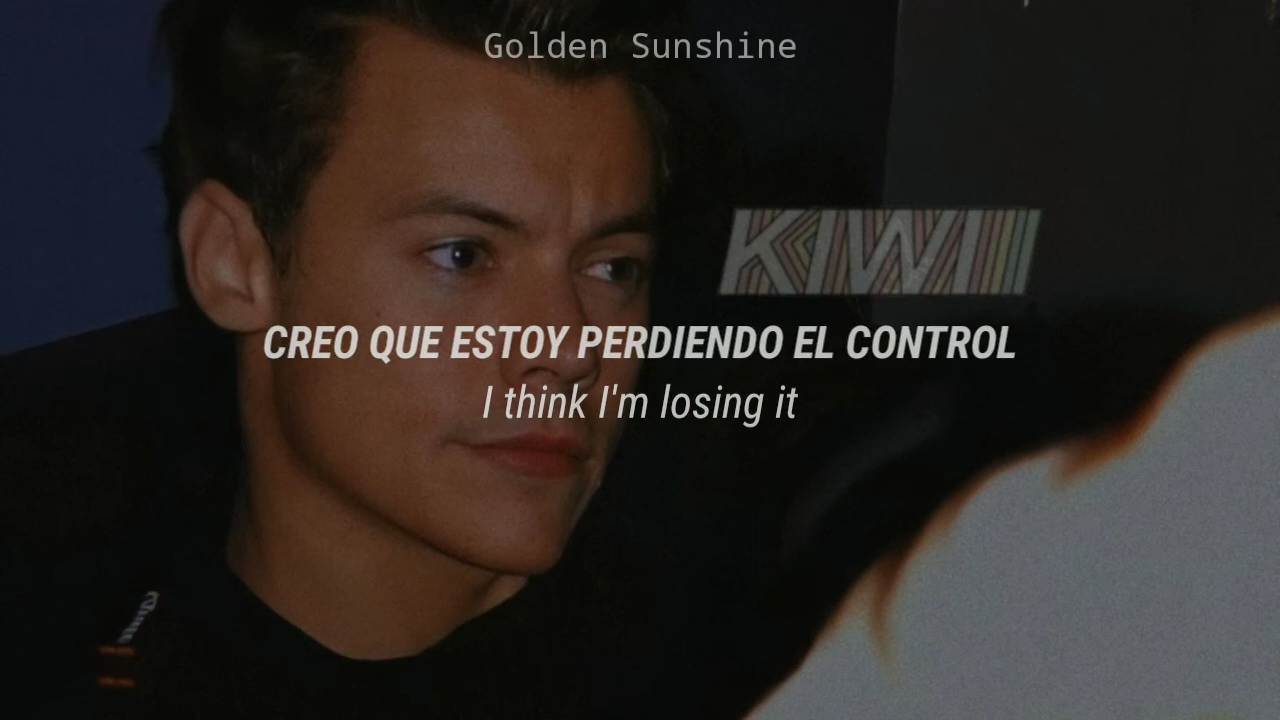 Golden Sunshine
KIWI
CREO QUE ESTOY PERDIENDO EL CONTROL
I think I'm losing it